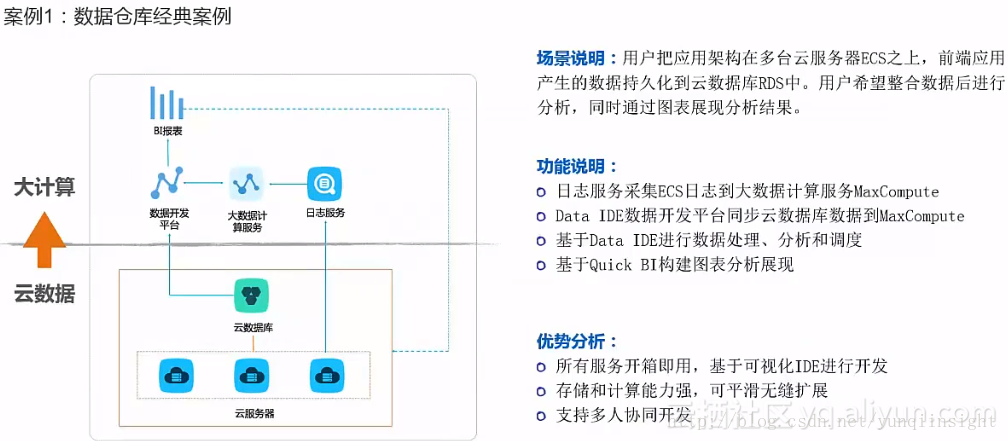 案例1：数据仓库经典案例
BI报表
大计算
数据开发
平台
大数据计
算服务
日志服务
云数据
云数据库
云服务器
场景说明：用户把应用架构在多台云服务器ECS之上，前端应用
产生的数据持久化到云数据库RDS中。用户希望整合数据后进行
分析，同时通过图表展现分析结果。
功能说明：
日志服务采集ECS日志到大数据计算服务MaxCompute
Data IDE数据开发平台同步云数据库数据到MaxCompute
基于Data IDE进行数据处理、分析和调度
基于Quick BI构建图表分析展现
优势分析：
所有服务开箱即用，基于可视化IDE进行开发
存储和计算能力强，可平滑无缝扩展
支持多人协同开发
云栖社区 yq.aliyun.com
http://blog.csdn.net/yunqiinsight